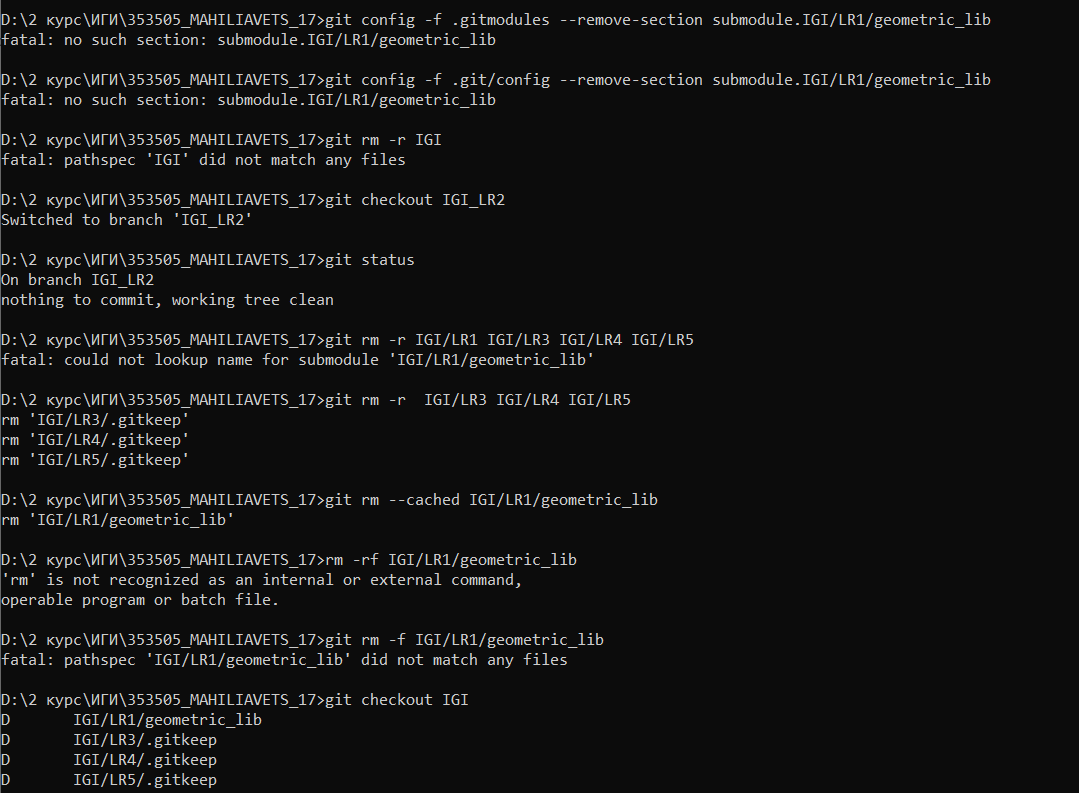 D:\2 курс\ИГИ\353505_MAHILIAVETS_17>git config -f .gitmodules --remove-section submodule.IGI/LR1/geometric_lib
fatal: no such section: submodule.IGI/LR1/geometric_lib
D:\2 курс\ИГИ\353505_MAHILIAVETS_17>git config -f .git/config --remove-section submodule.IGI/LR1/geometric_lib
fatal: no such section: submodule.IGI/LR1/geometric_lib
D:\2 курс\ИГИ\353505_MAHILIAVETS_17>git rm -r IGI
fatal: pathspec 'IGI' did not match any files
D:\2 курс\ИГИ\353505_MAHILIAVETS_17>git checkout IGI_LR2
Switched to branch 'IGI_LR2'
D:\2 курс\ИГИ\353505_MAHILIAVETS_17>git status
On branch IGI_LR2
nothing to commit, working tree clean
D:\2 курс\ИГИ\353505_MAHILIAVETS_17>git rm -r IGI/LR1 IGI/LR3 IGI/LR4 IGI/LR5
fatal: could not lookup name for submodule 'IGI/LR1/geometric_lib'
D:\2 курс\ИГИ\353505_MAHILIAVETS_17>git rm -r  IGI/LR3 IGI/LR4 IGI/LR5
rm 'IGI/LR3/.gitkeep'
rm 'IGI/LR4/.gitkeep'
rm 'IGI/LR5/.gitkeep'
D:\2 курс\ИГИ\353505_MAHILIAVETS_17>git rm --cached IGI/LR1/geometric_lib
rm 'IGI/LR1/geometric_lib'
D:\2 курс\ИГИ\353505_MAHILIAVETS_17>rm -rf IGI/LR1/geometric_lib
'rm' is not recognized as an internal or external command,
operable program or batch file.
D:\2 курс\ИГИ\353505_MAHILIAVETS_17>git rm -f IGI/LR1/geometric_lib
fatal: pathspec 'IGI/LR1/geometric_lib' did not match any files
D:\2 курс\ИГИ\353505_MAHILIAVETS_17>git checkout IGI
D       IGI/LR1/geometric_lib
D       IGI/LR3/.gitkeep
D       IGI/LR4/.gitkeep
D       IGI/LR5/.gitkeep